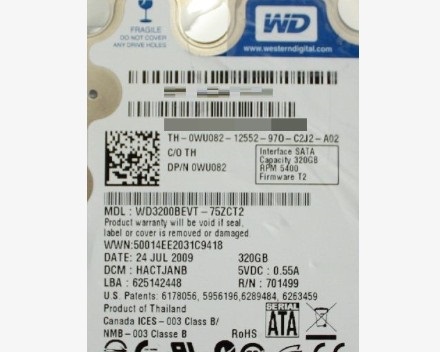 FRAGILE
DO NOT COVER
ANY DRIVE HOLES
WD
www.westerndigital.com
TH-0WU082-12552-970-C2J2-A02
C/O TH
DP/N 0WU082
Interface SATA
Capacity 320GB
RPM 5400
Firmware T2
MDL: WD3200BEVT-75ZCT2
Product warranty will be void if seal,
label or cover is removed or damaged
WWN:50014EE2031C9418
DATE: 24 JUL 2009 320GB
DCM: HACTJANB 5VDC: 0.55A
LBA: 625142448 R/N: 701499
U.S. Patents: 6178056, 5956196,6289484, 6263459
Product of Thailand
Canada ICES-003 Class B/
NMB-003 Classe B
RoHS
SERIAL
ATA